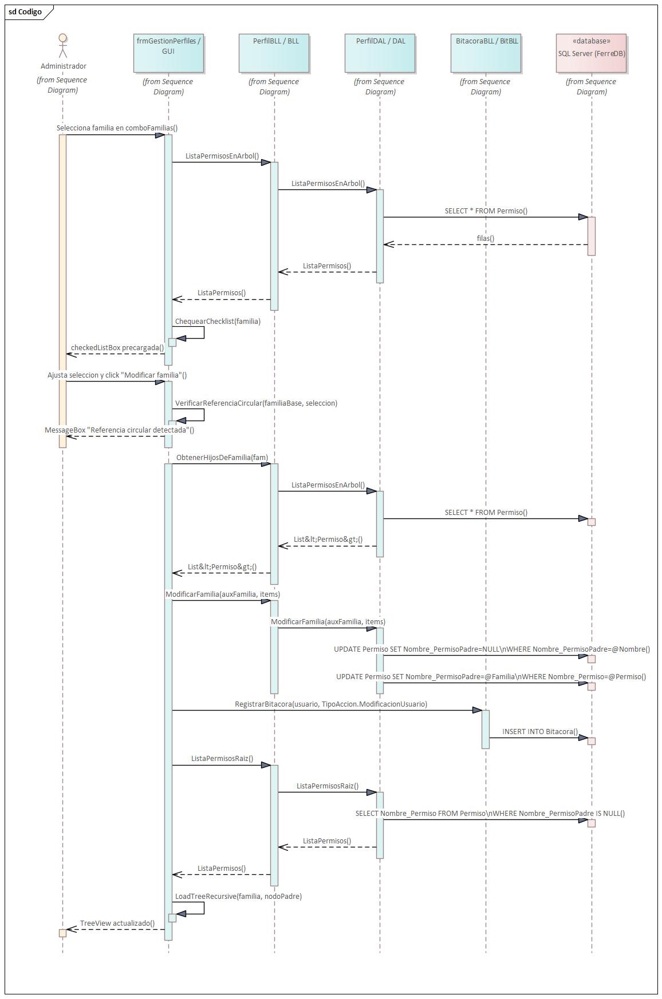 sd Codigo
Administrador
(from Sequence
Diagram)
frmGestionPerfiles /
GUI
(from Sequence
Diagram)
PerfilBLL / BLL
(from Sequence
Diagram)
PerfilDAL / DAL
(from Sequence
Diagram)
BitacoraBLL / BitBLL
(from Sequence
Diagram)
«database»
SQL Server (FerreDB)
(from Sequence
Diagram)
Selecciona familia en comboFamilias()
ListaPermisosEnArbol()
ListaPermisosEnArbol()
SELECT * FROM Permiso()
filas()
ListaPermisos()
ListaPermisos()
ChequearChecklist(familia)
checkedListBox precargada()
Ajusta seleccion y click "Modificar familia"()
VerificarReferenciaCircular(familiaBase, seleccion)
MessageBox "Referencia circular detectada"()
ObtenerHijosDeFamilia(fam)
ListaPermisosEnArbol()
SELECT * FROM Permiso()
List&lt;Permiso&gt;()
List&lt;Permiso&gt;()
ModificarFamilia(auxFamilia, items)
ModificarFamilia(auxFamilia, items)
UPDATE Permiso SET Nombre_PermisoPadre=NULL\nWHERE Nombre_PermisoPadre=@Nombre()
UPDATE Permiso SET Nombre_PermisoPadre=@Familia\nWHERE Nombre_Permiso=@Permiso()
RegistrarBitacora(usuario, TipoAccion.ModificacionUsuario)
INSERT INTO Bitacora()
ListaPermisosRaiz()
ListaPermisosRaiz()
SELECT Nombre_Permiso FROM Permiso\nWHERE Nombre_PermisoPadre IS NULL()
ListaPermisos()
ListaPermisos()
LoadTreeRecursive(familia, nodoPadre)
TreeView actualizado()